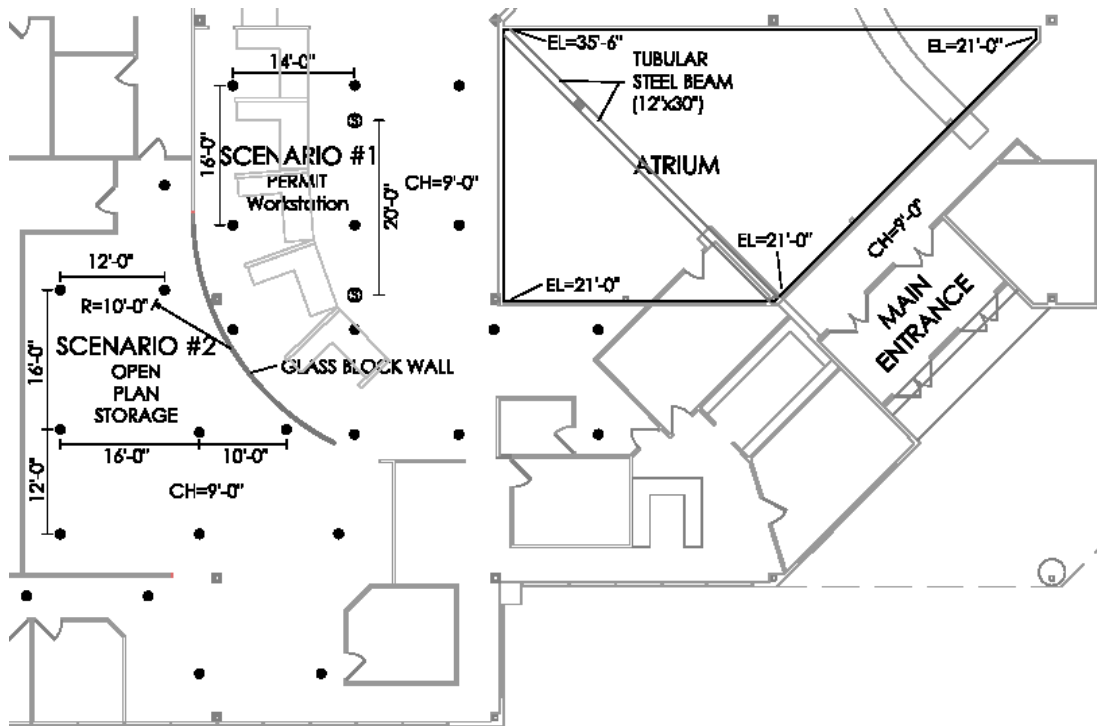 EL=35'-6"
EL=21'-0"
TUBULAR
STEEL BEAM
(12"x30")
14'-0"
S
SCENARIO #1
PERMIT
Workstation
16'-0"
20'-0"
CH=9'-0"
ATRIUM
EL=21'-0"
CH=9'-0"
EL=21'-0"
MAIN
ENTRANCE
S
12'-0"
R=10'-0"
SCENARIO #2
OPEN
PLAN
STORAGE
16'-0"
GLASS BLOCK WALL
16'-0"
10'-0"
12'-0"
CH=9'-0"